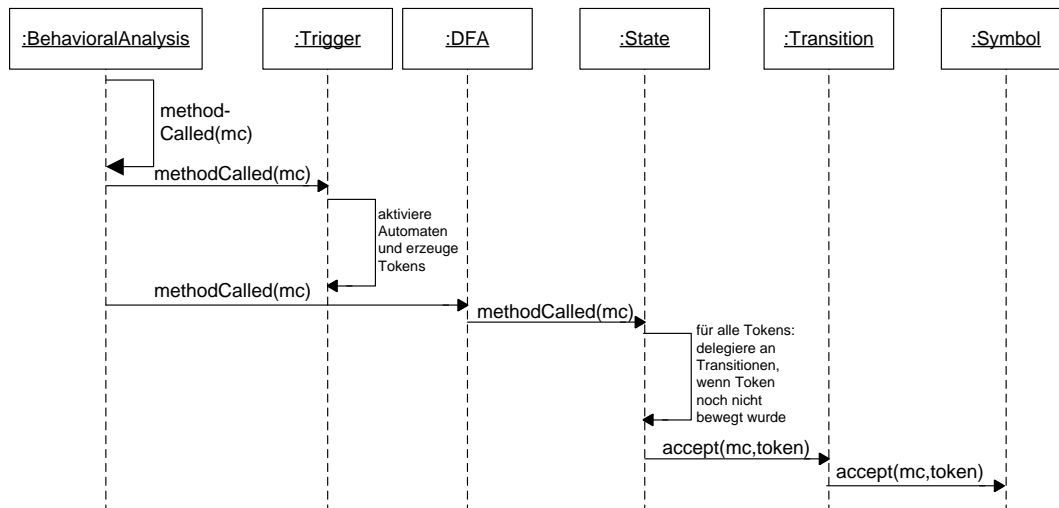 :BehavioralAnalysis
:Trigger
:DFA
:State
:Transition
:Symbol
method-
Called(mc)
methodCalled(mc)
aktiviere
Automaten
und erzeuge
Tokens
methodCalled(mc)
methodCalled(mc)
für alle Tokens:
delegiere an
Transitionen,
wenn Token
noch nicht
bewegt wurde
accept(mc,token)
accept(mc,token)